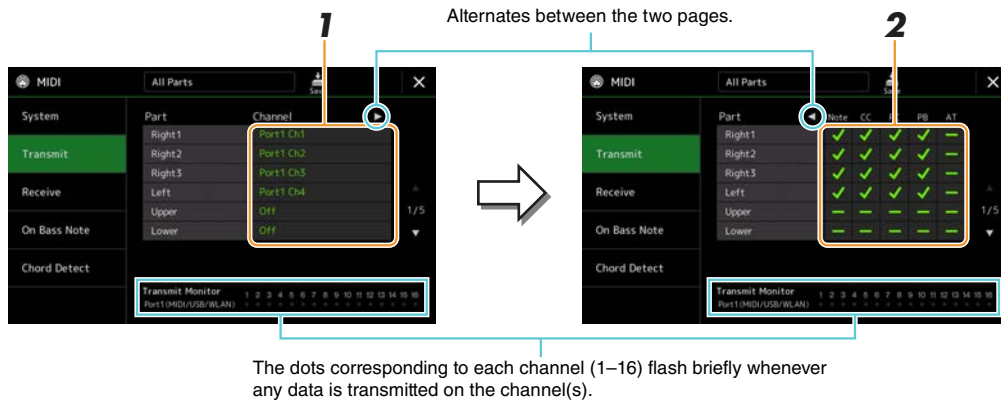 Alternates between the two pages.
1
2
MIDI
All Parts
Save
System
Transmit
Receive
On Bass Note
Chord Detect
Part Channel
Right1 Port1 Ch1
Right2 Port1 Ch2
Right3 Port1 Ch3
Left Port1 Ch4
Upper Off
Lower Off
1/5
Transmit Monitor
Port1(MIDI/USB/WLAN)
1 2 3 4 5 6 7 8 9 10 11 12 13 14 15 16
MIDI
All Parts
Save
System
Transmit
Receive
On Bass Note
Chord Detect
Part Note CC PC PB AT
Right1
Right2
Right3
Left
Upper
Lower
1/5
Transmit Monitor
Port1(MIDI/USB/WLAN)
1 2 3 4 5 6 7 8 9 10 11 12 13 14 15 16
The dots corresponding to each channel (1–16) flash briefly whenever
any data is transmitted on the channel(s).